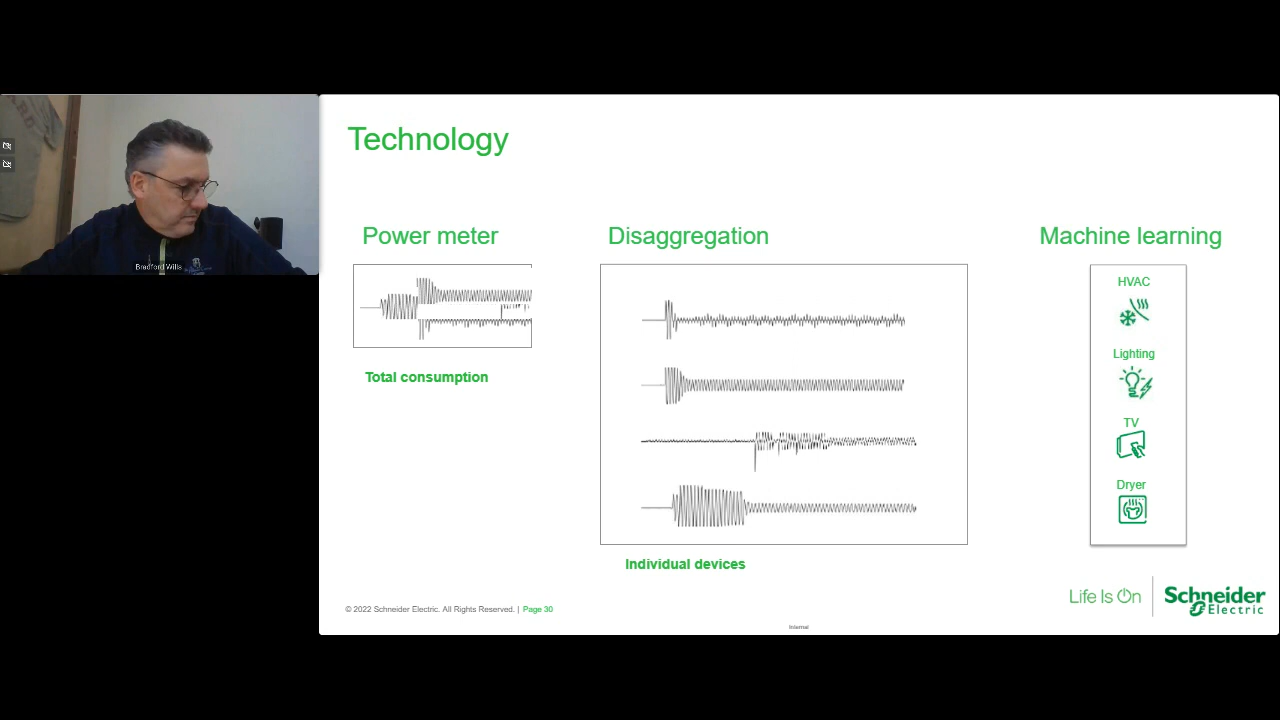 Technology
Power meter
Disaggregation
Machine learning
HVAC
Lighting
TV
Dryer
Total consumption
Individual devices
Bradford Wills
© 2022 Schneider Electric. All Rights Reserved. | Page 30
Internal
Life Is On
Schneider
Electric